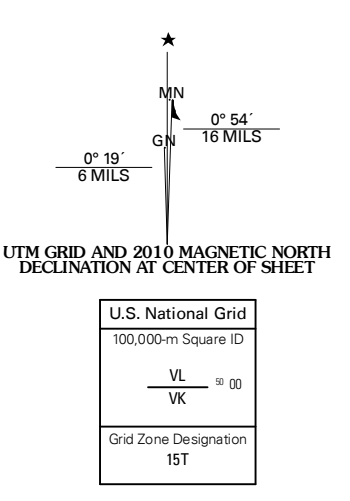 ★
MN
0° 54´
16 MILS
GN
0° 19´
6 MILS
UTM GRID AND 2010 MAGNETIC NORTH
DECLINATION AT CENTER OF SHEET
U.S. National Grid
100,000-m Square ID
VL
50 00
VK
Grid Zone Designation
15T